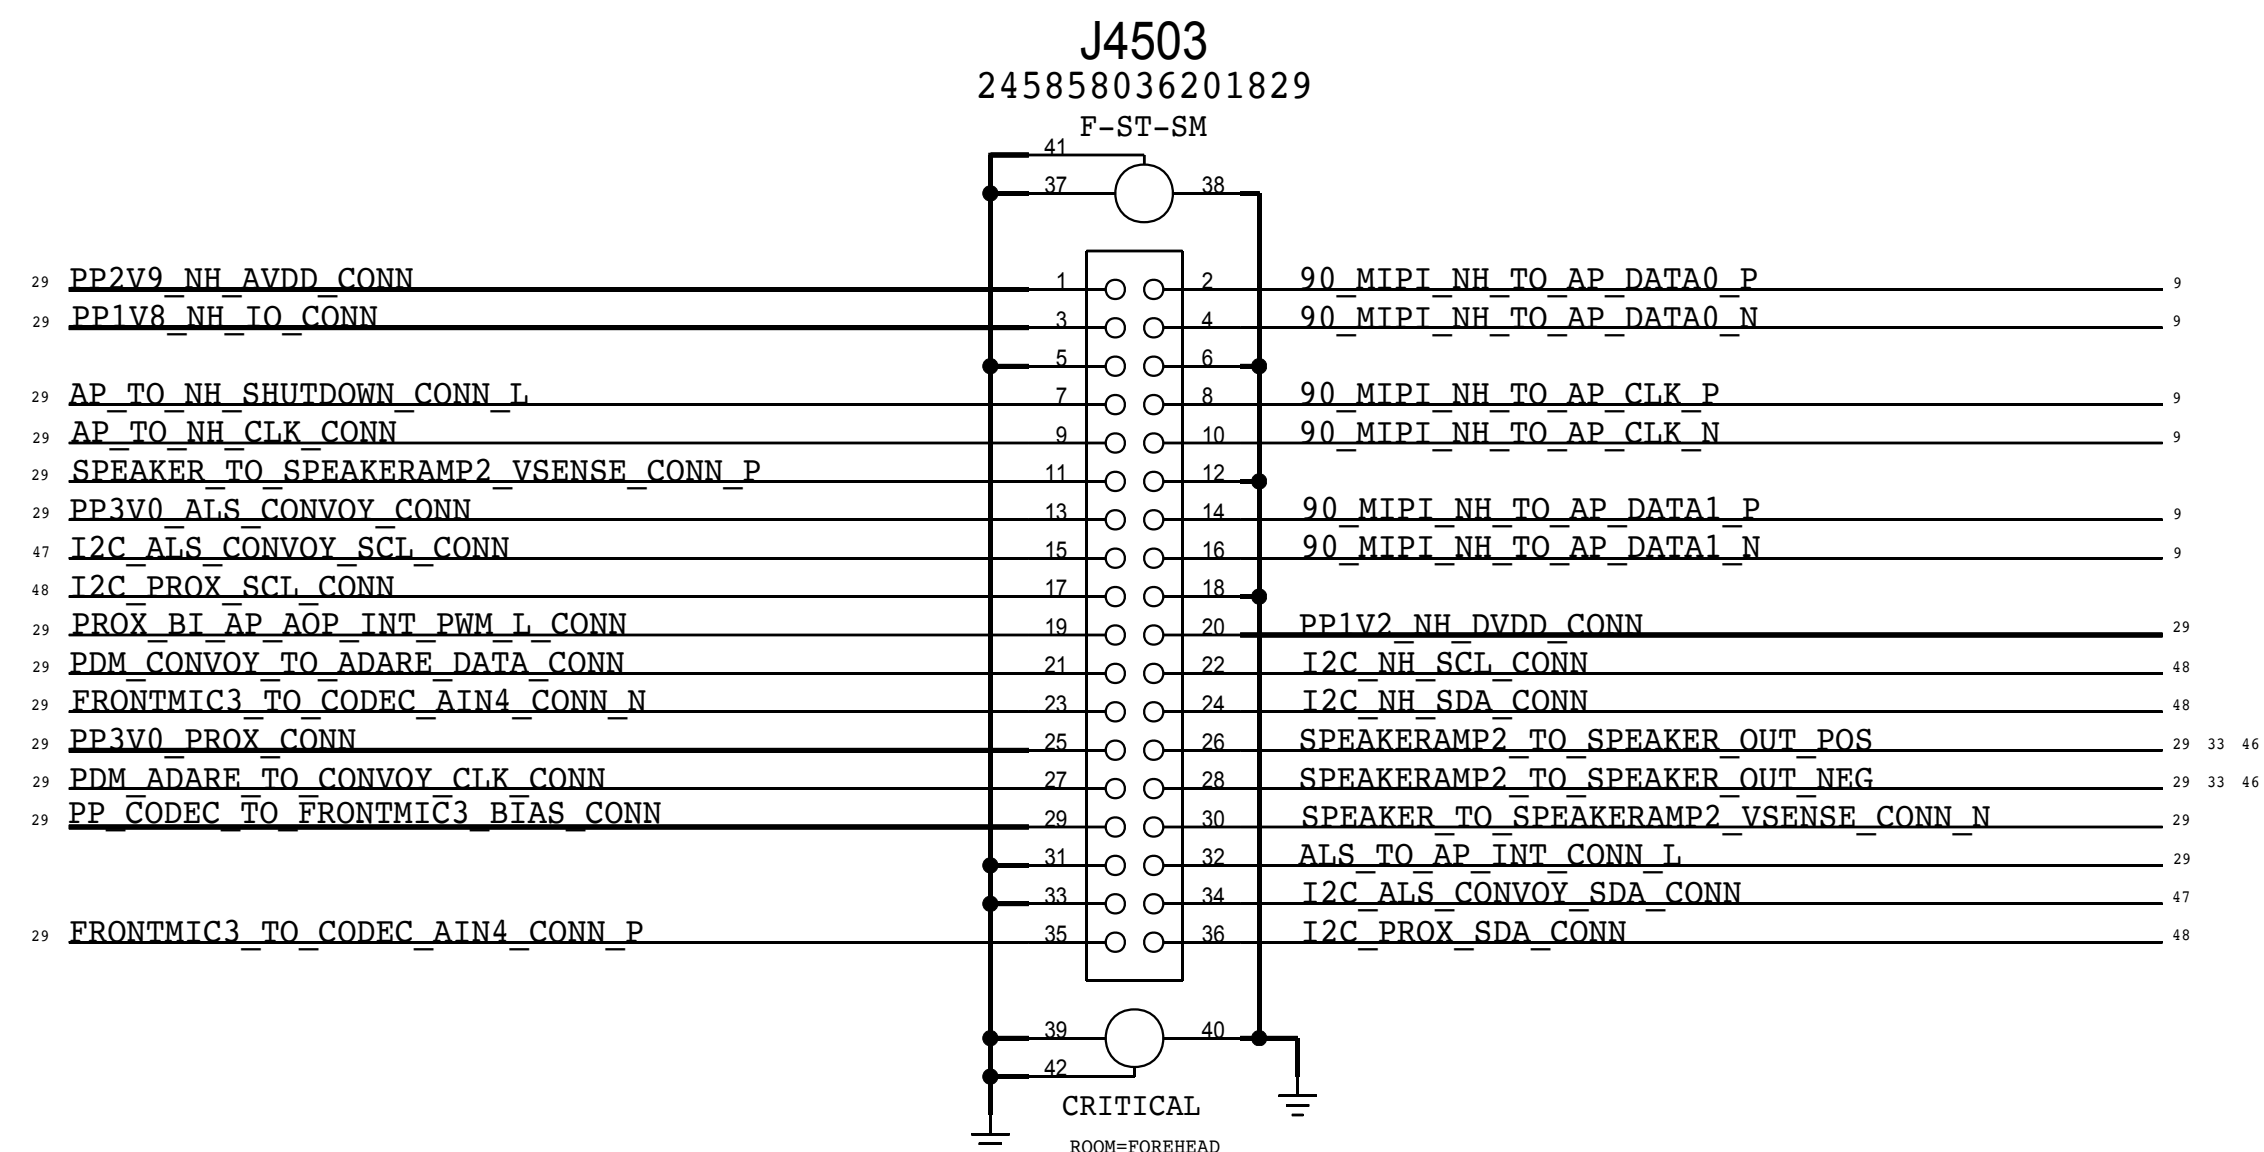 J4503
245858036201829
F-ST-SM
41
37 38
29 PP2V9_NH_AVDD_CONN 1 2 90_MIPI_NH_TO_AP_DATA0_P 9
29 PP1V8_NH_IO_CONN 3 4 90_MIPI_NH_TO_AP_DATA0_N 9
5 6
29 AP_TO_NH_SHUTDOWN_CONN_L 7 8 90_MIPI_NH_TO_AP_CLK_P 9
29 AP_TO_NH_CLK_CONN 9 10 90_MIPI_NH_TO_AP_CLK_N 9
29 SPEAKER_TO_SPEAKERAMP2_VSENSE_CONN_P 11 12
29 PP3V0_ALS_CONVOY_CONN 13 14 90_MIPI_NH_TO_AP_DATA1_P 9
47 I2C_ALS_CONVOY_SCL_CONN 15 16 90_MIPI_NH_TO_AP_DATA1_N 9
48 I2C_PROX_SCL_CONN 17 18
29 PROX_BI_AP_AOP_INT_PWM_L_CONN 19 20 PP1V2_NH_DVDD_CONN 29
29 PDM_CONVOY_TO_ADARE_DATA_CONN 21 22 I2C_NH_SCL_CONN 48
29 FRONTMIC3_TO_CODEC_AIN4_CONN_N 23 24 I2C_NH_SDA_CONN 48
29 PP3V0_PROX_CONN 25 26 SPEAKERAMP2_TO_SPEAKER_OUT_POS 29 33 46
29 PDM_ADARE_TO_CONVOY_CLK_CONN 27 28 SPEAKERAMP2_TO_SPEAKER_OUT_NEG 29 33 46
29 PP_CODEC_TO_FRONTMIC3_BIAS_CONN 29 30 SPEAKER_TO_SPEAKERAMP2_VSENSE_CONN_N 29
31 32 ALS_TO_AP_INT_CONN_L 29
33 34 I2C_ALS_CONVOY_SDA_CONN 47
29 FRONTMIC3_TO_CODEC_AIN4_CONN_P 35 36 I2C_PROX_SDA_CONN 48
39 40
42
CRITICAL
ROOM=FOREHEAD